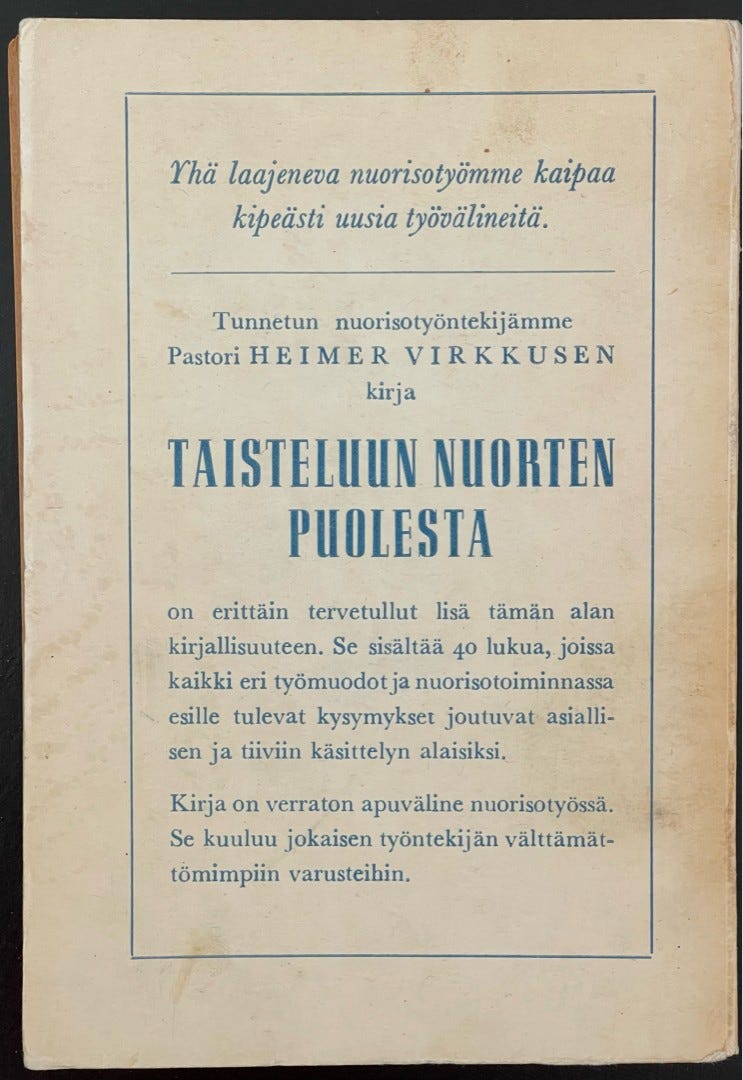 Yhä laajeneva nuorisotyömme kaipaa
kipeästi uusia työvälineitä.
Tunnetun nuorisotyöntekijämme
Pastori HEIMER VIRKKUSEN
kirja
TAISTELUUN NUORTEN
PUOLESTA
on erittäin tervetullut lisä tämän alan
kirjallisuuteen. Se sisältää 40 lukua, joissa
kaikki eri työmuodot ja nuorisotoiminnassa
esille tulevat kysymykset joutuvat asialli-
sen ja tiiviin käsittelyn alaisiksi.
Kirja on verraton apuväline nuorisotyössä.
Se kuuluu jokaisen työntekijän välttämät-
tömimpiin varusteihin.